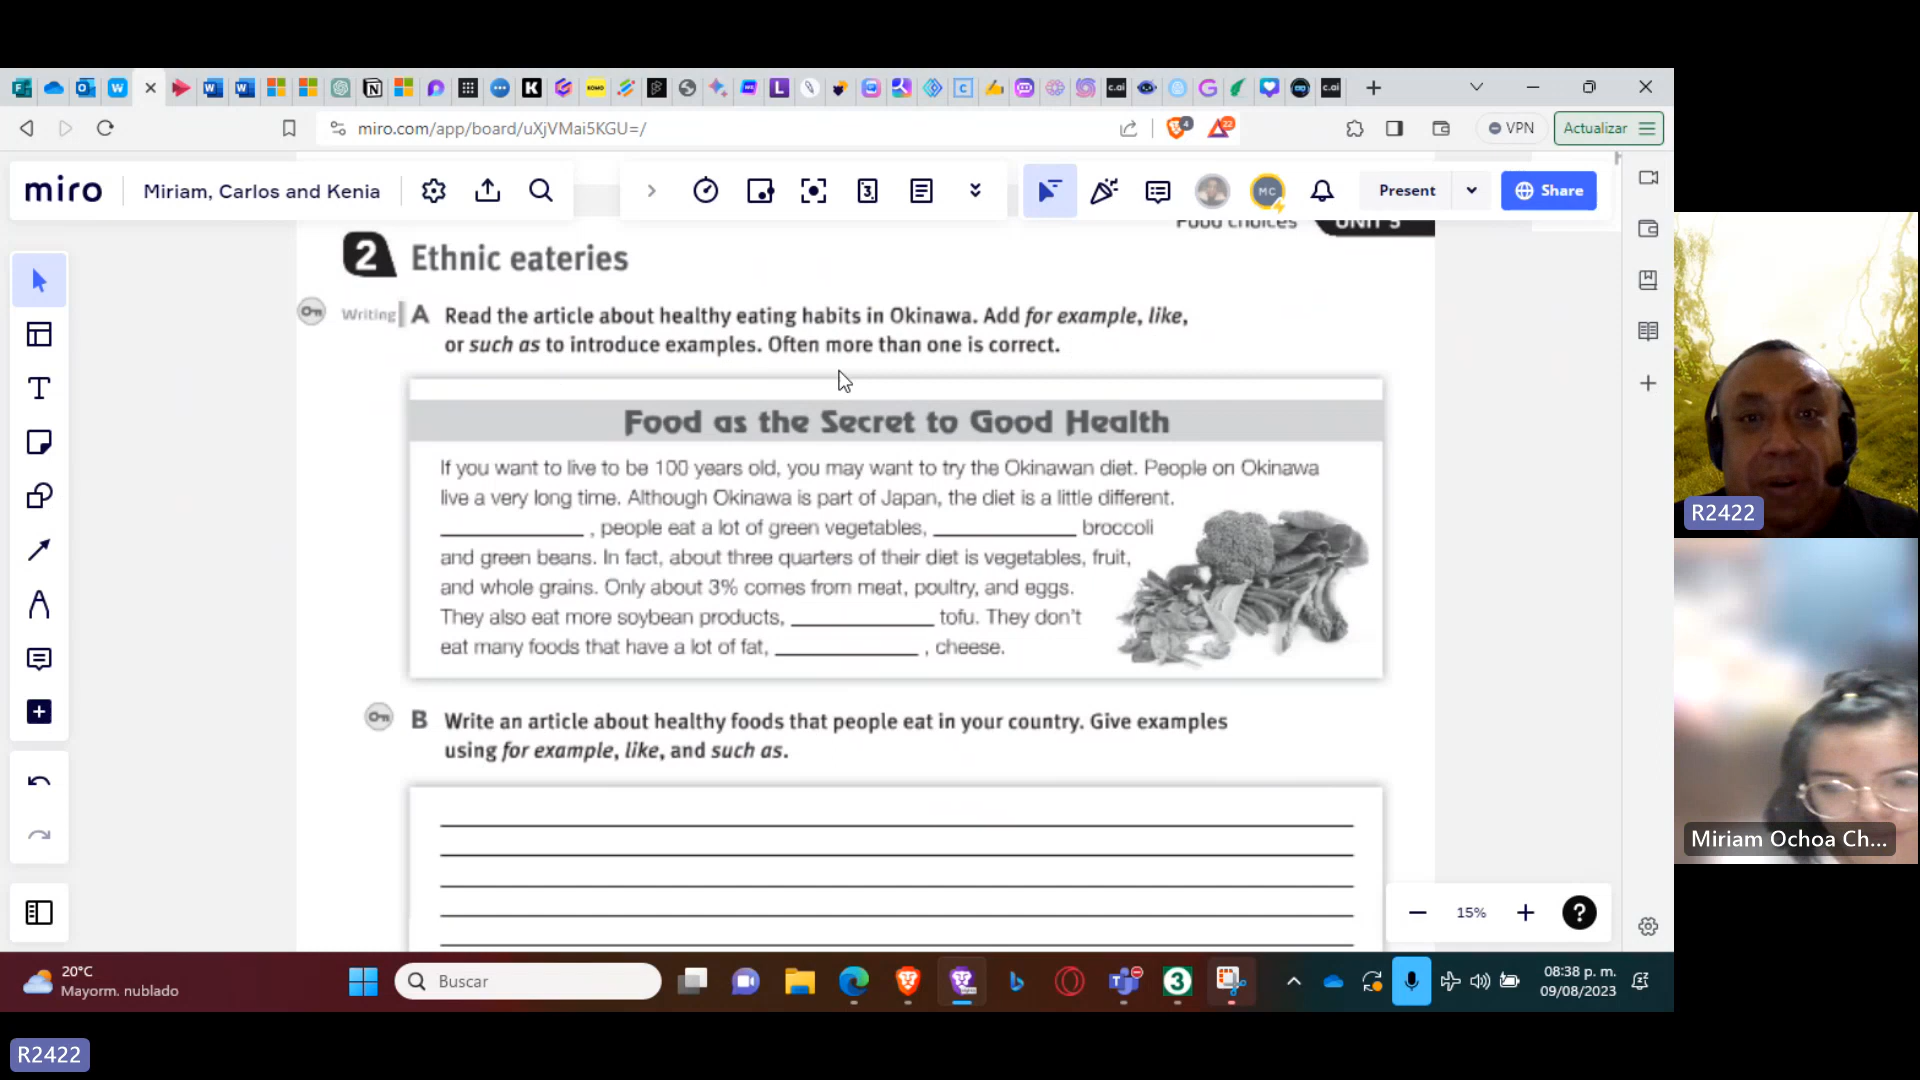 miro.com/app/board/uXjVMai5KGU=/
VPN
Actualizar
miro
Miriam, Carlos and Kenia
MC
Present
Share
Food choices
UNIT 5
2 Ethnic eateries
Writing A Read the article about healthy eating habits in Okinawa. Add for example, like,
or such as to introduce examples. Often more than one is correct.
Food as the Secret to Good Health
If you want to live to be 100 years old, you may want to try the Okinawan diet. People on Okinawa
live a very long time. Although Okinawa is part of Japan, the diet is a little different.
____________ , people eat a lot of green vegetables, ____________ broccoli
and green beans. In fact, about three quarters of their diet is vegetables, fruit,
and whole grains. Only about 3% comes from meat, poultry, and eggs.
They also eat more soybean products, ____________ tofu. They don't
eat many foods that have a lot of fat, ____________ , cheese.
B Write an article about healthy foods that people eat in your country. Give examples
using for example, like, and such as.
15%
R2422
Miriam Ochoa Ch...
20°C
Mayorm. nublado
Buscar
08:38 p. m.
09/08/2023
R2422